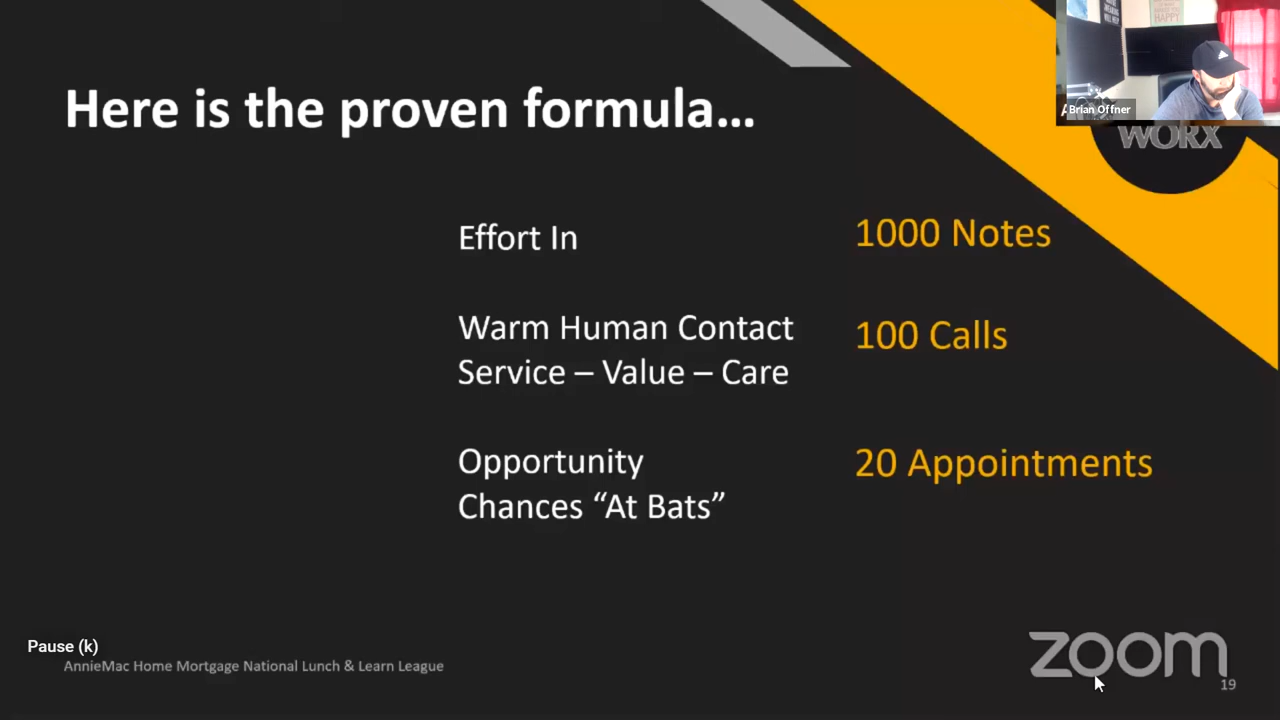 Here is the proven formula...
Effort In
1000 Notes
Warm Human Contact
Service – Value – Care
100 Calls
Opportunity
Chances “At Bats”
20 Appointments
Brian Offner
WORX
HAPPY
Pause (k)
AnnieMac Home Mortgage National Lunch & Learn League
zoom
19